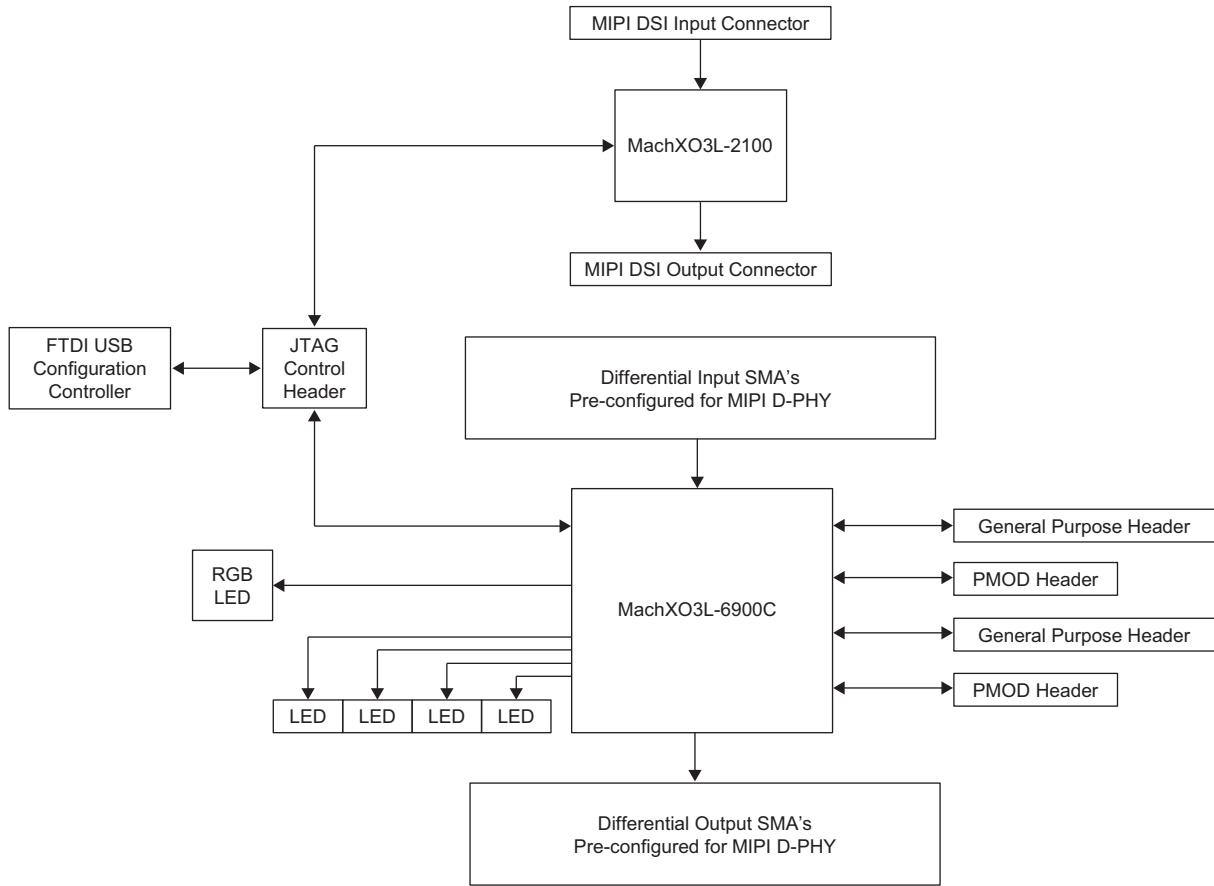 MIPI DSI Input Connector
MachXO3L-2100
MIPI DSI Output Connector
FTDI USB
Configuration
Controller
JTAG
Control
Header
Differential Input SMA’s
Pre-configured for MIPI D-PHY
General Purpose Header
RGB
LED
PMOD Header
MachXO3L-6900C
General Purpose Header
PMOD Header
LED LED LED LED
Differential Output SMA’s
Pre-configured for MIPI D-PHY